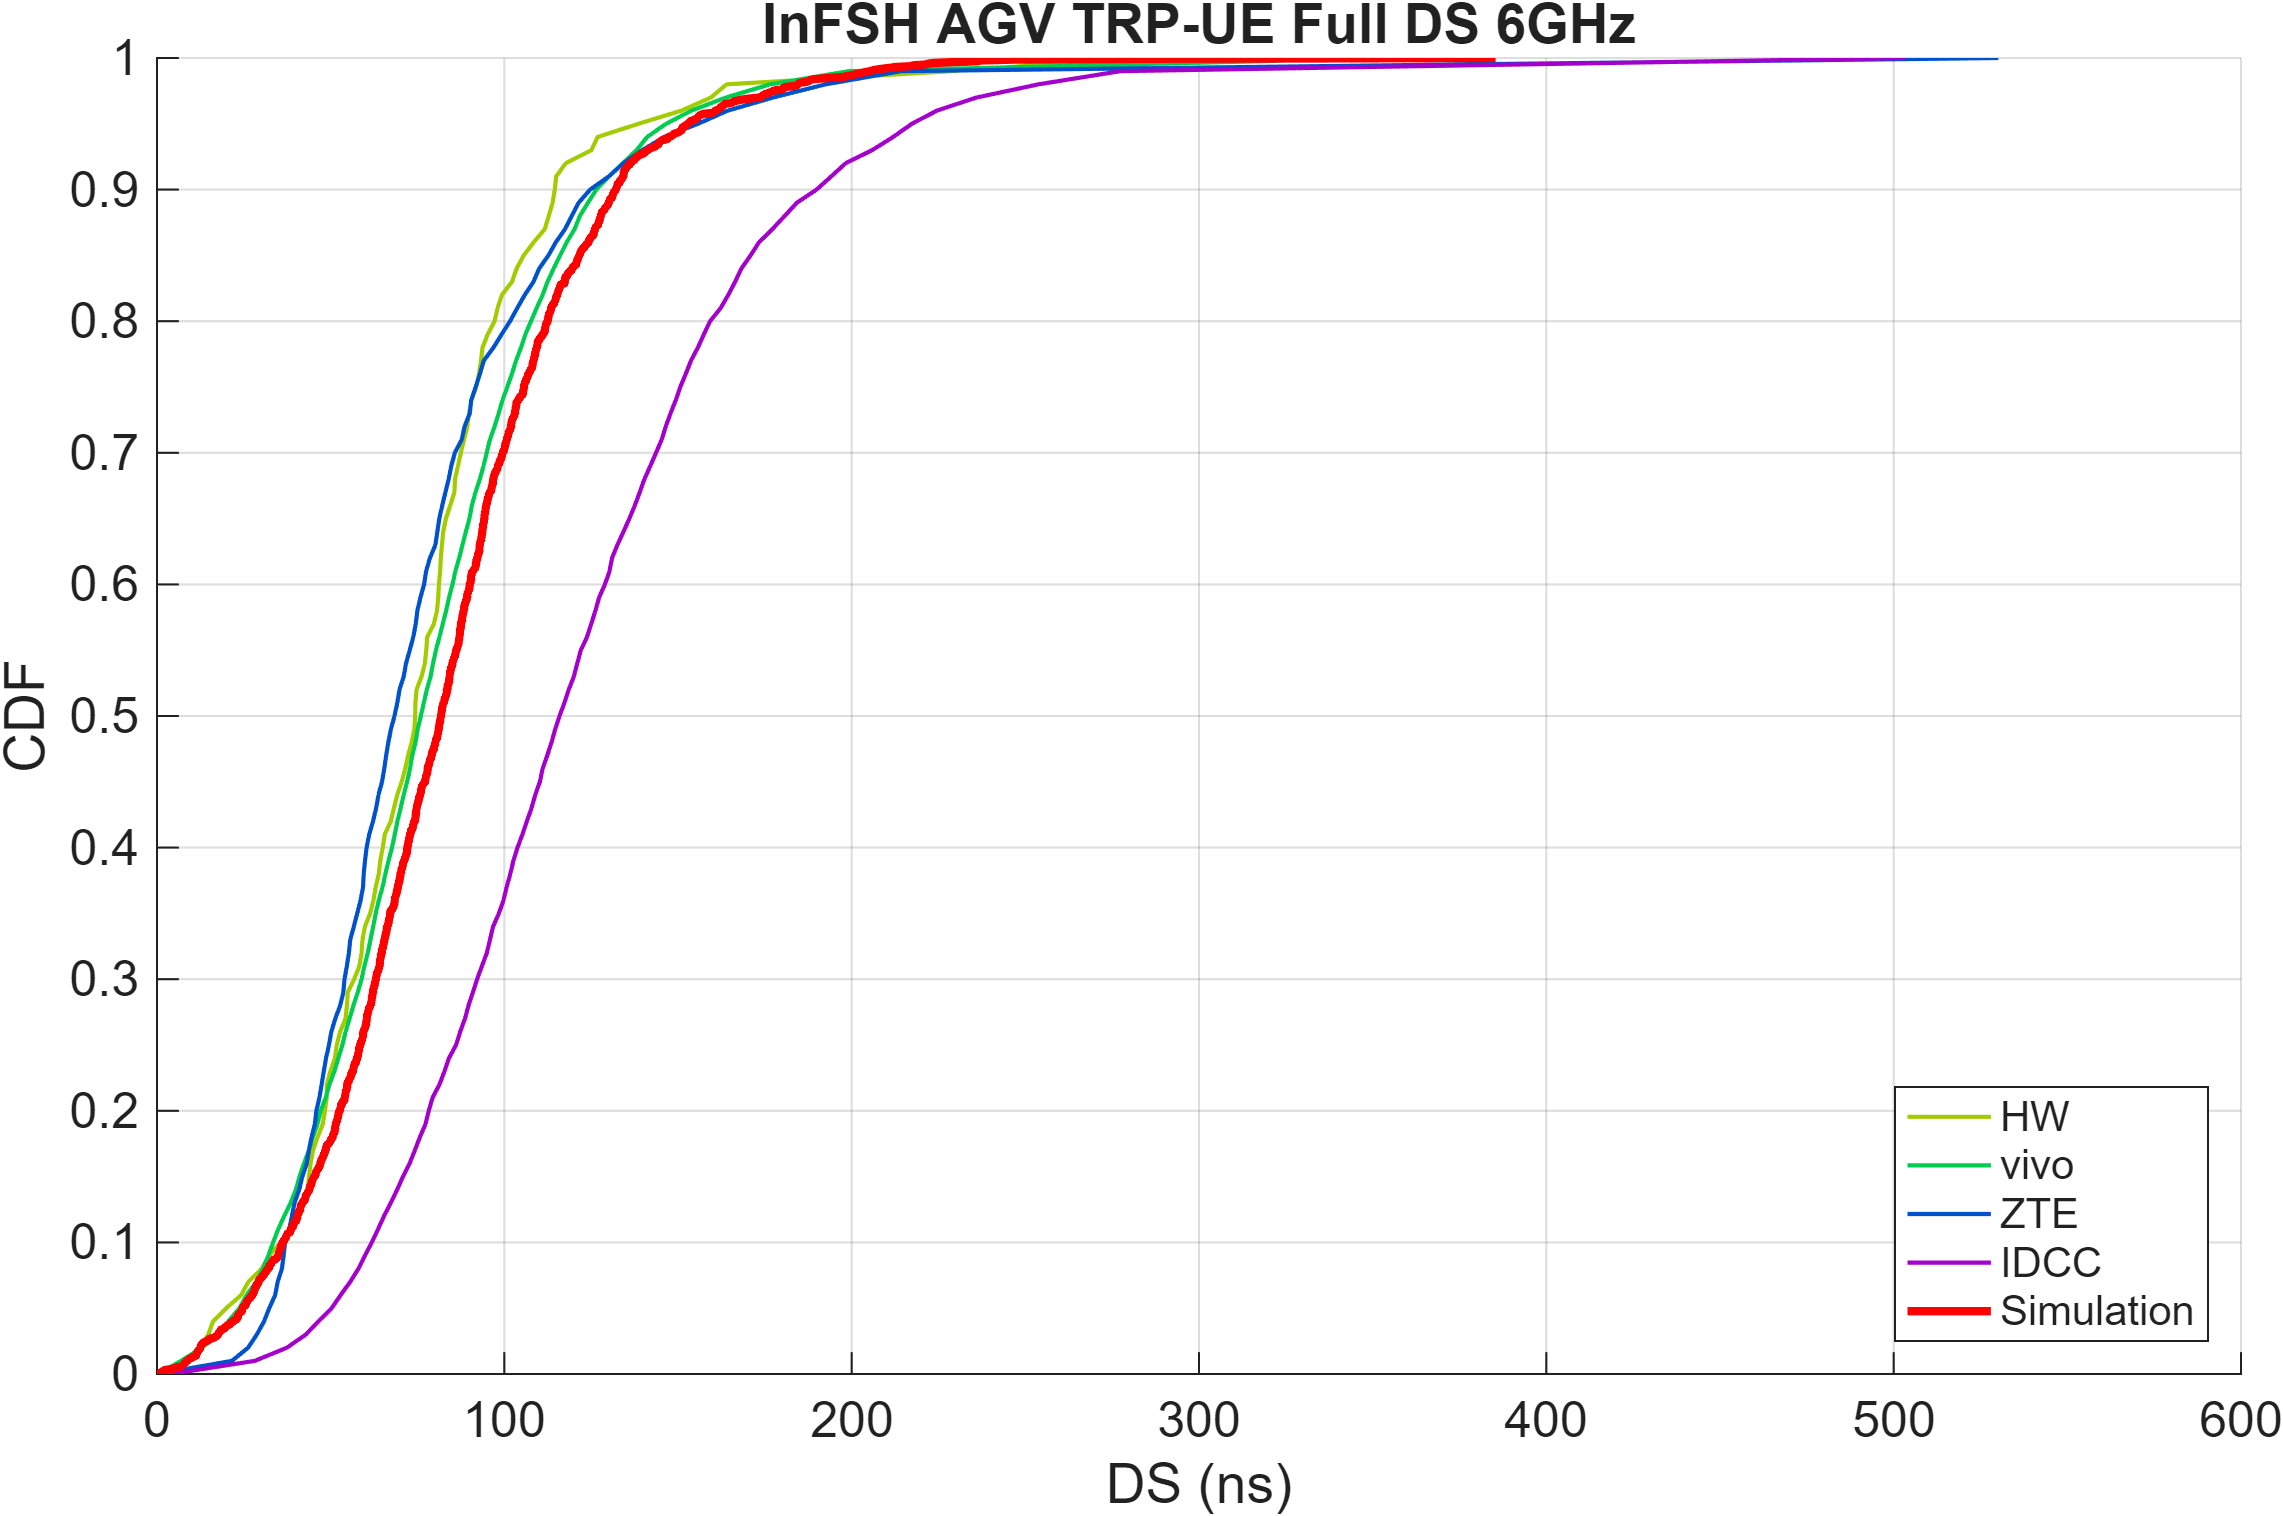 InFSH AGV TRP-UE Full DS 6GHz
1
0.9
0.8
0.7
0.6
0.5
0.4
0.3
0.2
0.1
0
CDF
HW
vivo
ZTE
IDCC
Simulation
0 100 200 300 400 500 600
DS (ns)